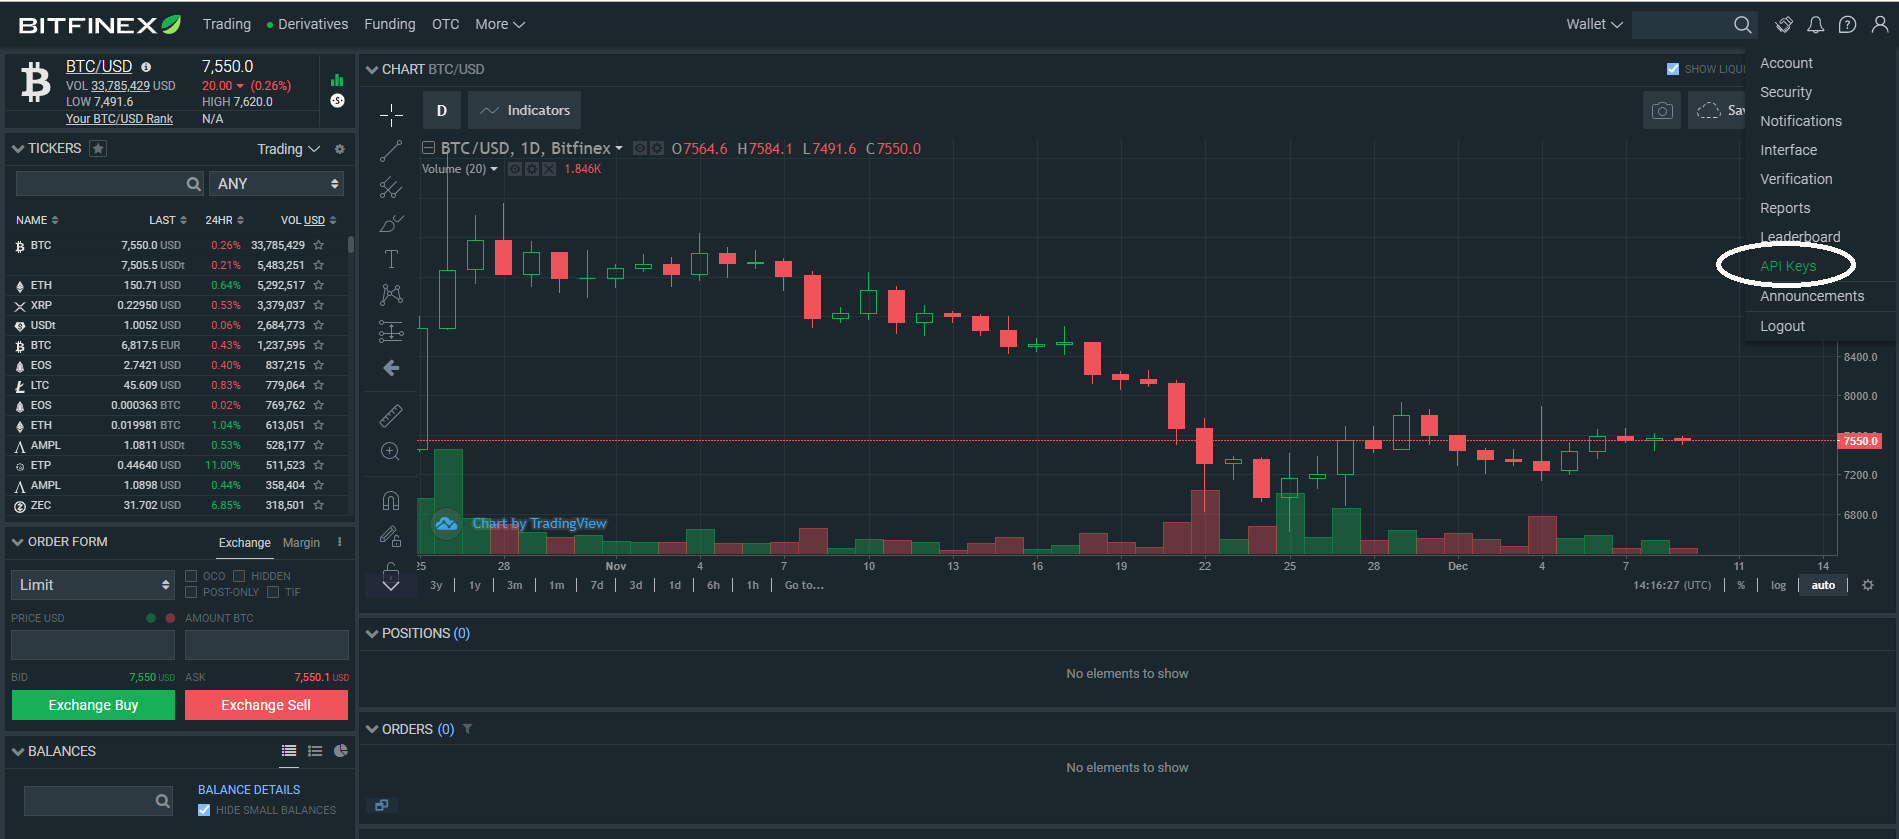 BITFINEX Trading Derivatives Funding OTC More Wallet
BTC/USD 7,550.0
VOL 33,785,429 USD 20.00 (0.26%)
LOW 7,491.6 HIGH 7,620.0
Your BTC/USD Rank N/A
TICKERS Trading
ANY
NAME LAST 24HR VOL USD
BTC 7,550.0 USD 0.26% 33,785,429
7,505.5 USDt 0.21% 5,483,251
ETH 150.71 USD 0.64% 5,292,517
XRP 0.22950 USD 0.53% 3,379,037
USDt 1.0052 USD 0.06% 2,684,773
BTC 6,817.5 EUR 0.43% 1,237,595
EOS 2.7421 USD 0.40% 837,215
LTC 45.609 USD 0.83% 779,064
EOS 0.000363 BTC 0.02% 769,762
ETH 0.019981 BTC 1.04% 613,051
AMPL 1.0811 USDt 0.53% 528,177
ETP 0.44640 USD 11.00% 511,523
AMPL 1.0898 USD 0.44% 358,404
ZEC 31.702 USD 6.85% 318,501
ORDER FORM Exchange Margin
Limit
OCO HIDDEN
POST-ONLY TIF
PRICE USD AMOUNT BTC
BID 7,550 USD ASK 7,550.1 USD
Exchange Buy Exchange Sell
BALANCES
BALANCE DETAILS
HIDE SMALL BALANCES
CHART BTC/USD SHOW LIQU
D Indicators Sav
BTC/USD, 1D, Bitfinex O7564.6 H7584.1 L7491.6 C7550.0
Volume (20) 1.846K
T
Chart by TradingView
8400.0
8000.0
7550.0
7200.0
6800.0
25 28 Nov 4 7 10 13 16 19 22 25 28 Dec 4 7 11 14
3y 1y 3m 1m 7d 3d 1d 6h 1h Go to... 14:16:27 (UTC) % log auto
POSITIONS (0)
No elements to show
ORDERS (0)
No elements to show
Account
Security
Notifications
Interface
Verification
Reports
Leaderboard
API Keys
Announcements
Logout